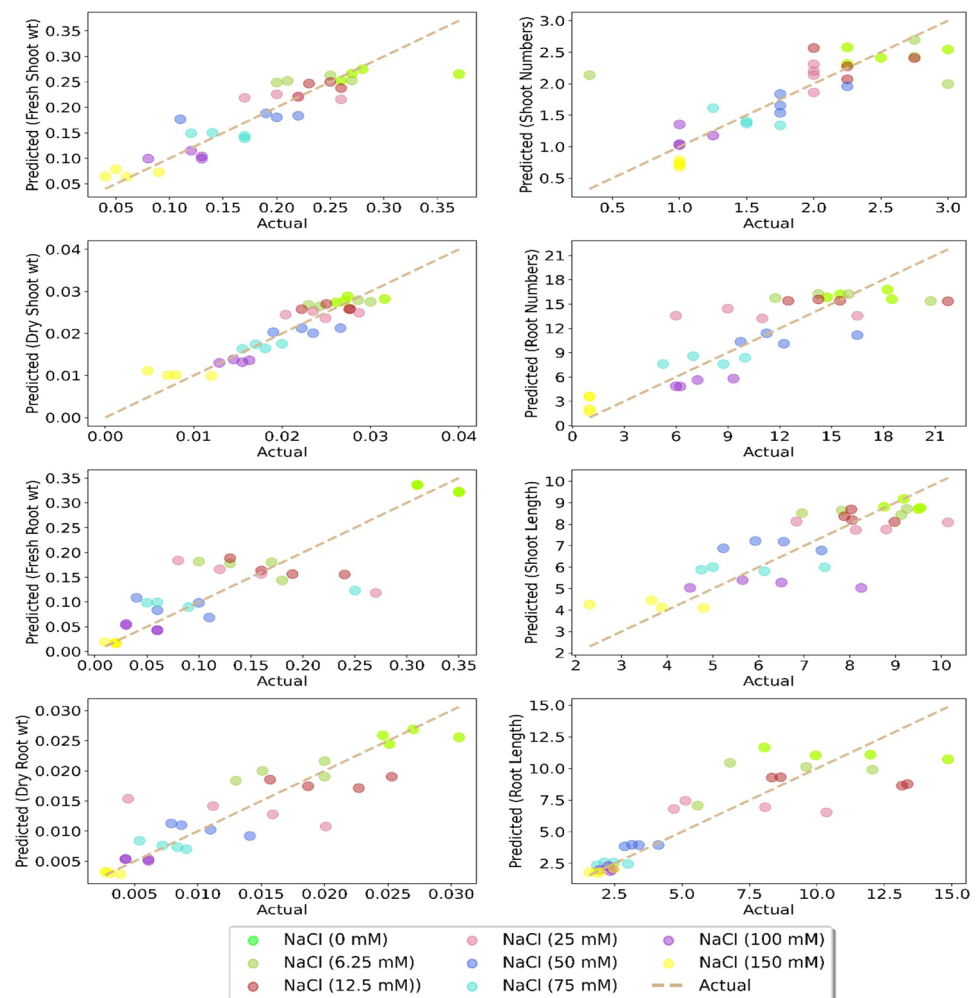 Predicted (Fresh Shoot wt)
0.35
0.30
0.25
0.20
0.15
0.10
0.05
0.05 0.10 0.15 0.20 0.25 0.30 0.35
Actual
Predicted (Shoot Numbers)
3.0
2.5
2.0
1.5
1.0
0.5
0.5 1.0 1.5 2.0 2.5 3.0
Actual
Predicted (Dry Shoot wt)
0.04
0.03
0.02
0.01
0.00
0.00 0.01 0.02 0.03 0.04
Actual
Predicted (Root Numbers)
21
18
15
12
9
6
3
0
0 3 6 9 12 15 18 21
Actual
Predicted (Fresh Root wt)
0.35
0.30
0.25
0.20
0.15
0.10
0.05
0.00
0.00 0.05 0.10 0.15 0.20 0.25 0.30 0.35
Actual
Predicted (Shoot Length)
10
9
8
7
6
5
4
3
2
2 3 4 5 6 7 8 9 10
Actual
Predicted (Dry Root wt)
0.030
0.025
0.020
0.015
0.010
0.005
0.005 0.010 0.015 0.020 0.025 0.030
Actual
Predicted (Root Length)
15.0
12.5
10.0
7.5
5.0
2.5
2.5 5.0 7.5 10.0 12.5 15.0
Actual
NaCl (0 mM) NaCl (25 mM) NaCl (100 mM)
NaCl (6.25 mM) NaCl (50 mM) NaCl (150 mM)
NaCl (12.5 mM)) NaCl (75 mM) Actual